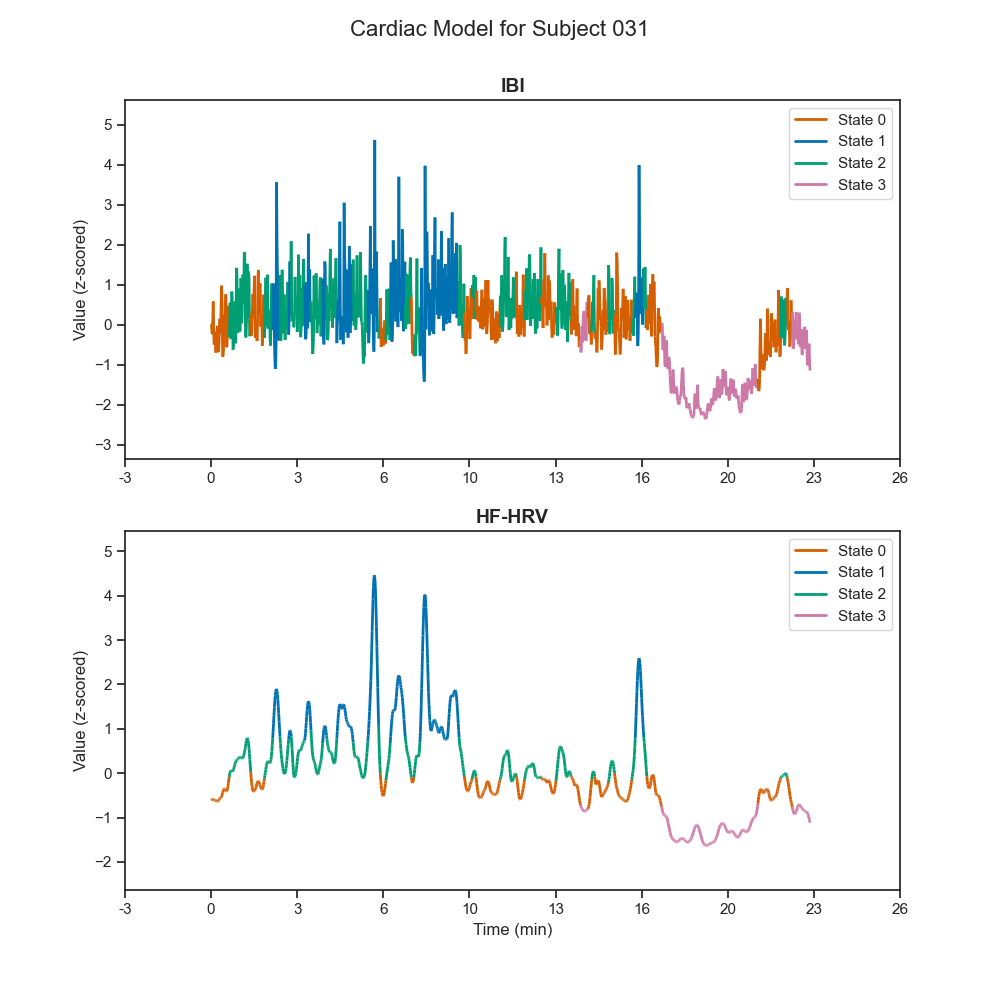 Cardiac Model for Subject 031
IBI
Value (z-scored)
5
4
3
2
1
0
−1
−2
−3
-3 0 3 6 10 13 16 20 23 26
State 0
State 1
State 2
State 3
HF-HRV
Value (z-scored)
5
4
3
2
1
0
−1
−2
-3 0 3 6 10 13 16 20 23 26
State 0
State 1
State 2
State 3
Time (min)